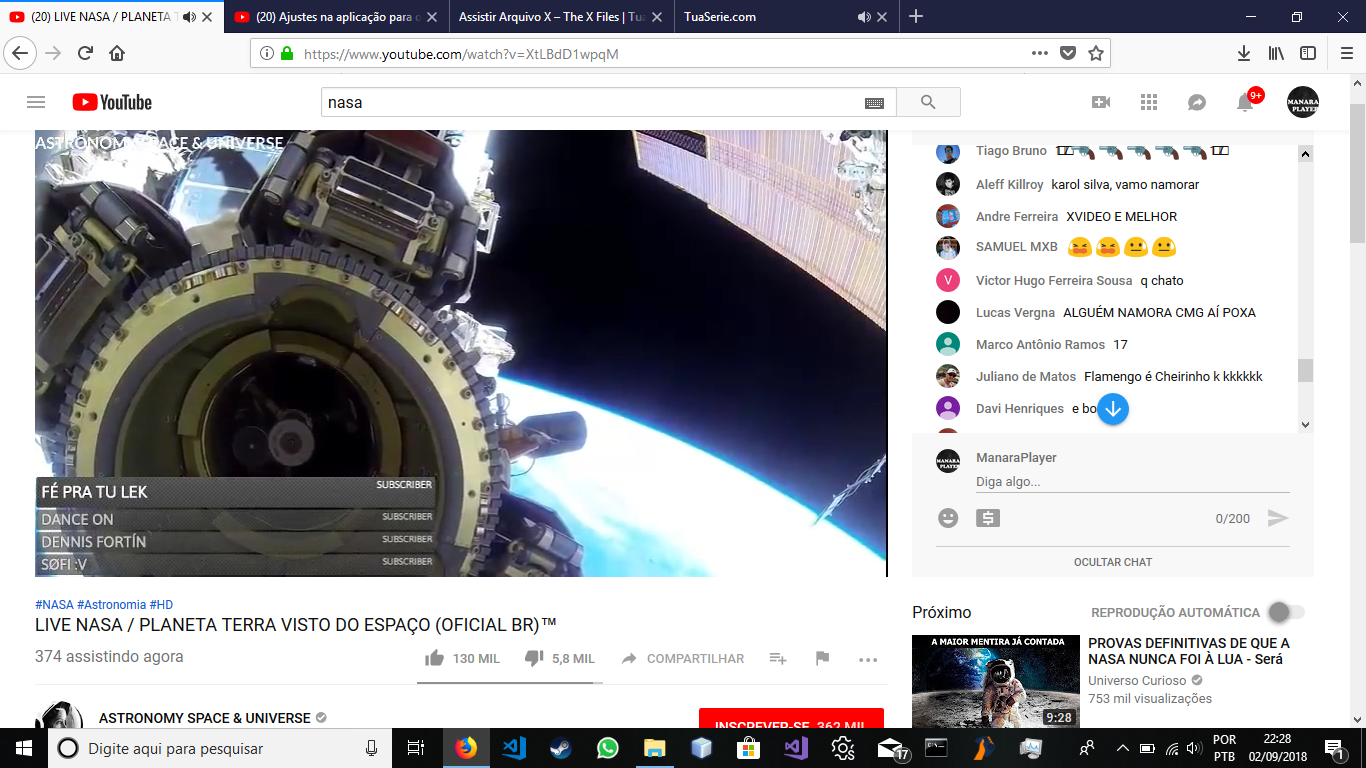 (20) LIVE NASA / PLANETA T
(20) Ajustes na aplicação para o
Assistir Arquivo X – The X Files | Tua
TuaSerie.com
https://www.youtube.com/watch?v=XtLBdD1wpqM
YouTube
nasa
9+
MANARA
PLAYER
ASTRONOMY SPACE & UNIVERSE
FÉ PRA TU LEK SUBSCRIBER
DANCE ON SUBSCRIBER
DENNIS FORTÍN SUBSCRIBER
SØFI :V SUBSCRIBER
Tiago Bruno 17🔫🔫🔫🔫🔫17
Aleff Killroy karol silva, vamo namorar
Andre Ferreira XVIDEO E MELHOR
SAMUEL MXB 😝😝😐😐
V
Victor Hugo Ferreira Sousa q chato
Lucas Vergna ALGUÉM NAMORA CMG AÍ POXA
Marco Antônio Ramos 17
Juliano de Matos Flamengo é Cheirinho k kkkkkk
Davi Henriques e bo
MANARA
PLAYER
ManaraPlayer
Diga algo...
0/200
OCULTAR CHAT
#NASA #Astronomia #HD
LIVE NASA / PLANETA TERRA VISTO DO ESPAÇO (OFICIAL BR)™
374 assistindo agora
130 MIL
5,8 MIL
COMPARTILHAR
ASTRONOMY SPACE & UNIVERSE
INSCREVER-SE 362 MIL
Próximo
REPRODUÇÃO AUTOMÁTICA
A MAIOR MENTIRA JÁ CONTADA
9:28
PROVAS DEFINITIVAS DE QUE A
NASA NUNCA FOI À LUA - Será
Universo Curioso
753 mil visualizações
Digite aqui para pesquisar
17
POR
PTB
22:28
02/09/2018
1